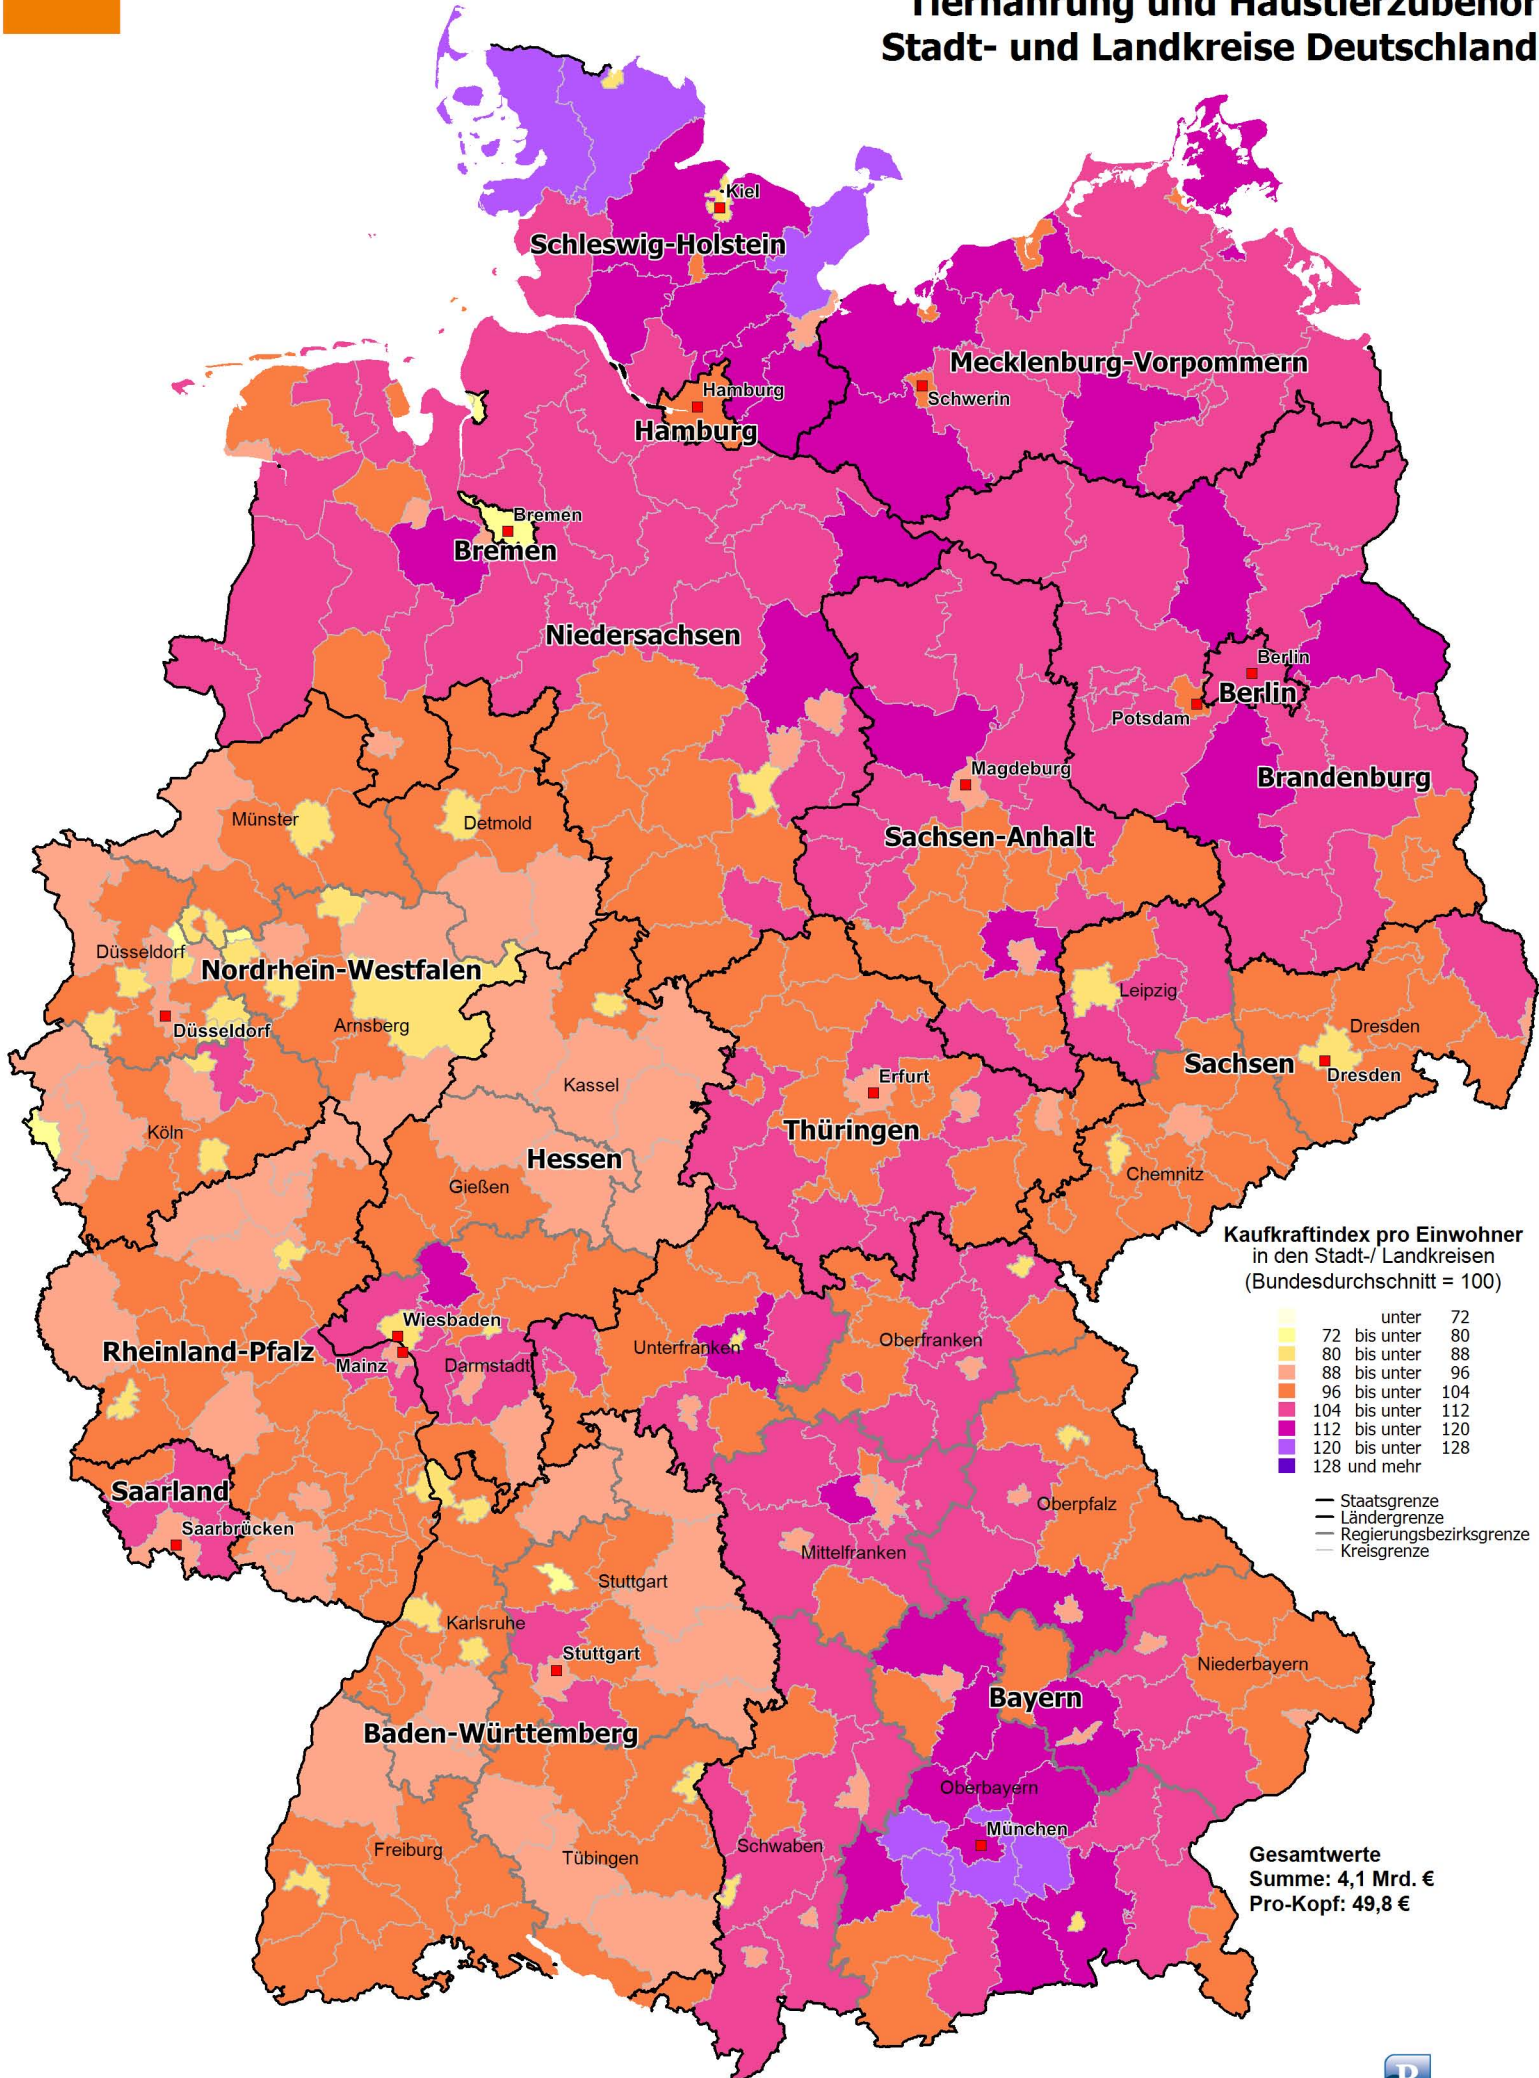 Tiernahrung und Haustierzubehör
Stadt- und Landkreise Deutschland
Kiel
Schleswig-Holstein
Mecklenburg-Vorpommern
Hamburg
Schwerin
Hamburg
Bremen
Bremen
Niedersachsen
Berlin
Berlin
Potsdam
Magdeburg
Brandenburg
Münster
Detmold
Sachsen-Anhalt
Düsseldorf
Nordrhein-Westfalen
Leipzig
Düsseldorf
Arnsberg
Dresden
Sachsen
Dresden
Kassel
Erfurt
Köln
Thüringen
Hessen
Chemnitz
Gießen
Kaufkraftindex pro Einwohner
in den Stadt-/ Landkreisen
(Bundesdurchschnitt = 100)
unter 72
72 bis unter 80
80 bis unter 88
88 bis unter 96
96 bis unter 104
104 bis unter 112
112 bis unter 120
120 bis unter 128
128 und mehr
Staatsgrenze
Ländergrenze
Regierungsbezirksgrenze
Kreisgrenze
Wiesbaden
Rheinland-Pfalz
Mainz
Darmstadt
Unterfranken
Oberfranken
Saarland
Saarbrücken
Oberpfalz
Mittelfranken
Stuttgart
Karlsruhe
Stuttgart
Niederbayern
Bayern
Baden-Württemberg
Oberbayern
München
Freiburg
Tübingen
Schwaben
Gesamtwerte
Summe: 4,1 Mrd. €
Pro-Kopf: 49,8 €